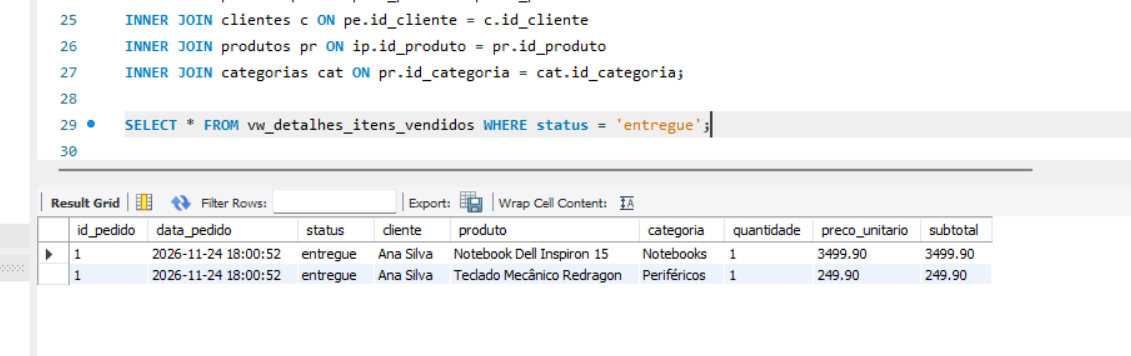 25 INNER JOIN clientes c ON pe.id_cliente = c.id_cliente
26 INNER JOIN produtos pr ON ip.id_produto = pr.id_produto
27 INNER JOIN categorias cat ON pr.id_categoria = cat.id_categoria;
28
29 SELECT * FROM vw_detalhes_itens_vendidos WHERE status = 'entregue';
30
Result Grid Filter Rows: Export: Wrap Cell Content: IA
id_pedido data_pedido status cliente produto categoria quantidade preco_unitario subtotal
1 2026-11-24 18:00:52 entregue Ana Silva Notebook Dell Inspiron 15 Notebooks 1 3499.90 3499.90
1 2026-11-24 18:00:52 entregue Ana Silva Teclado Mecânico Redragon Periféricos 1 249.90 249.90